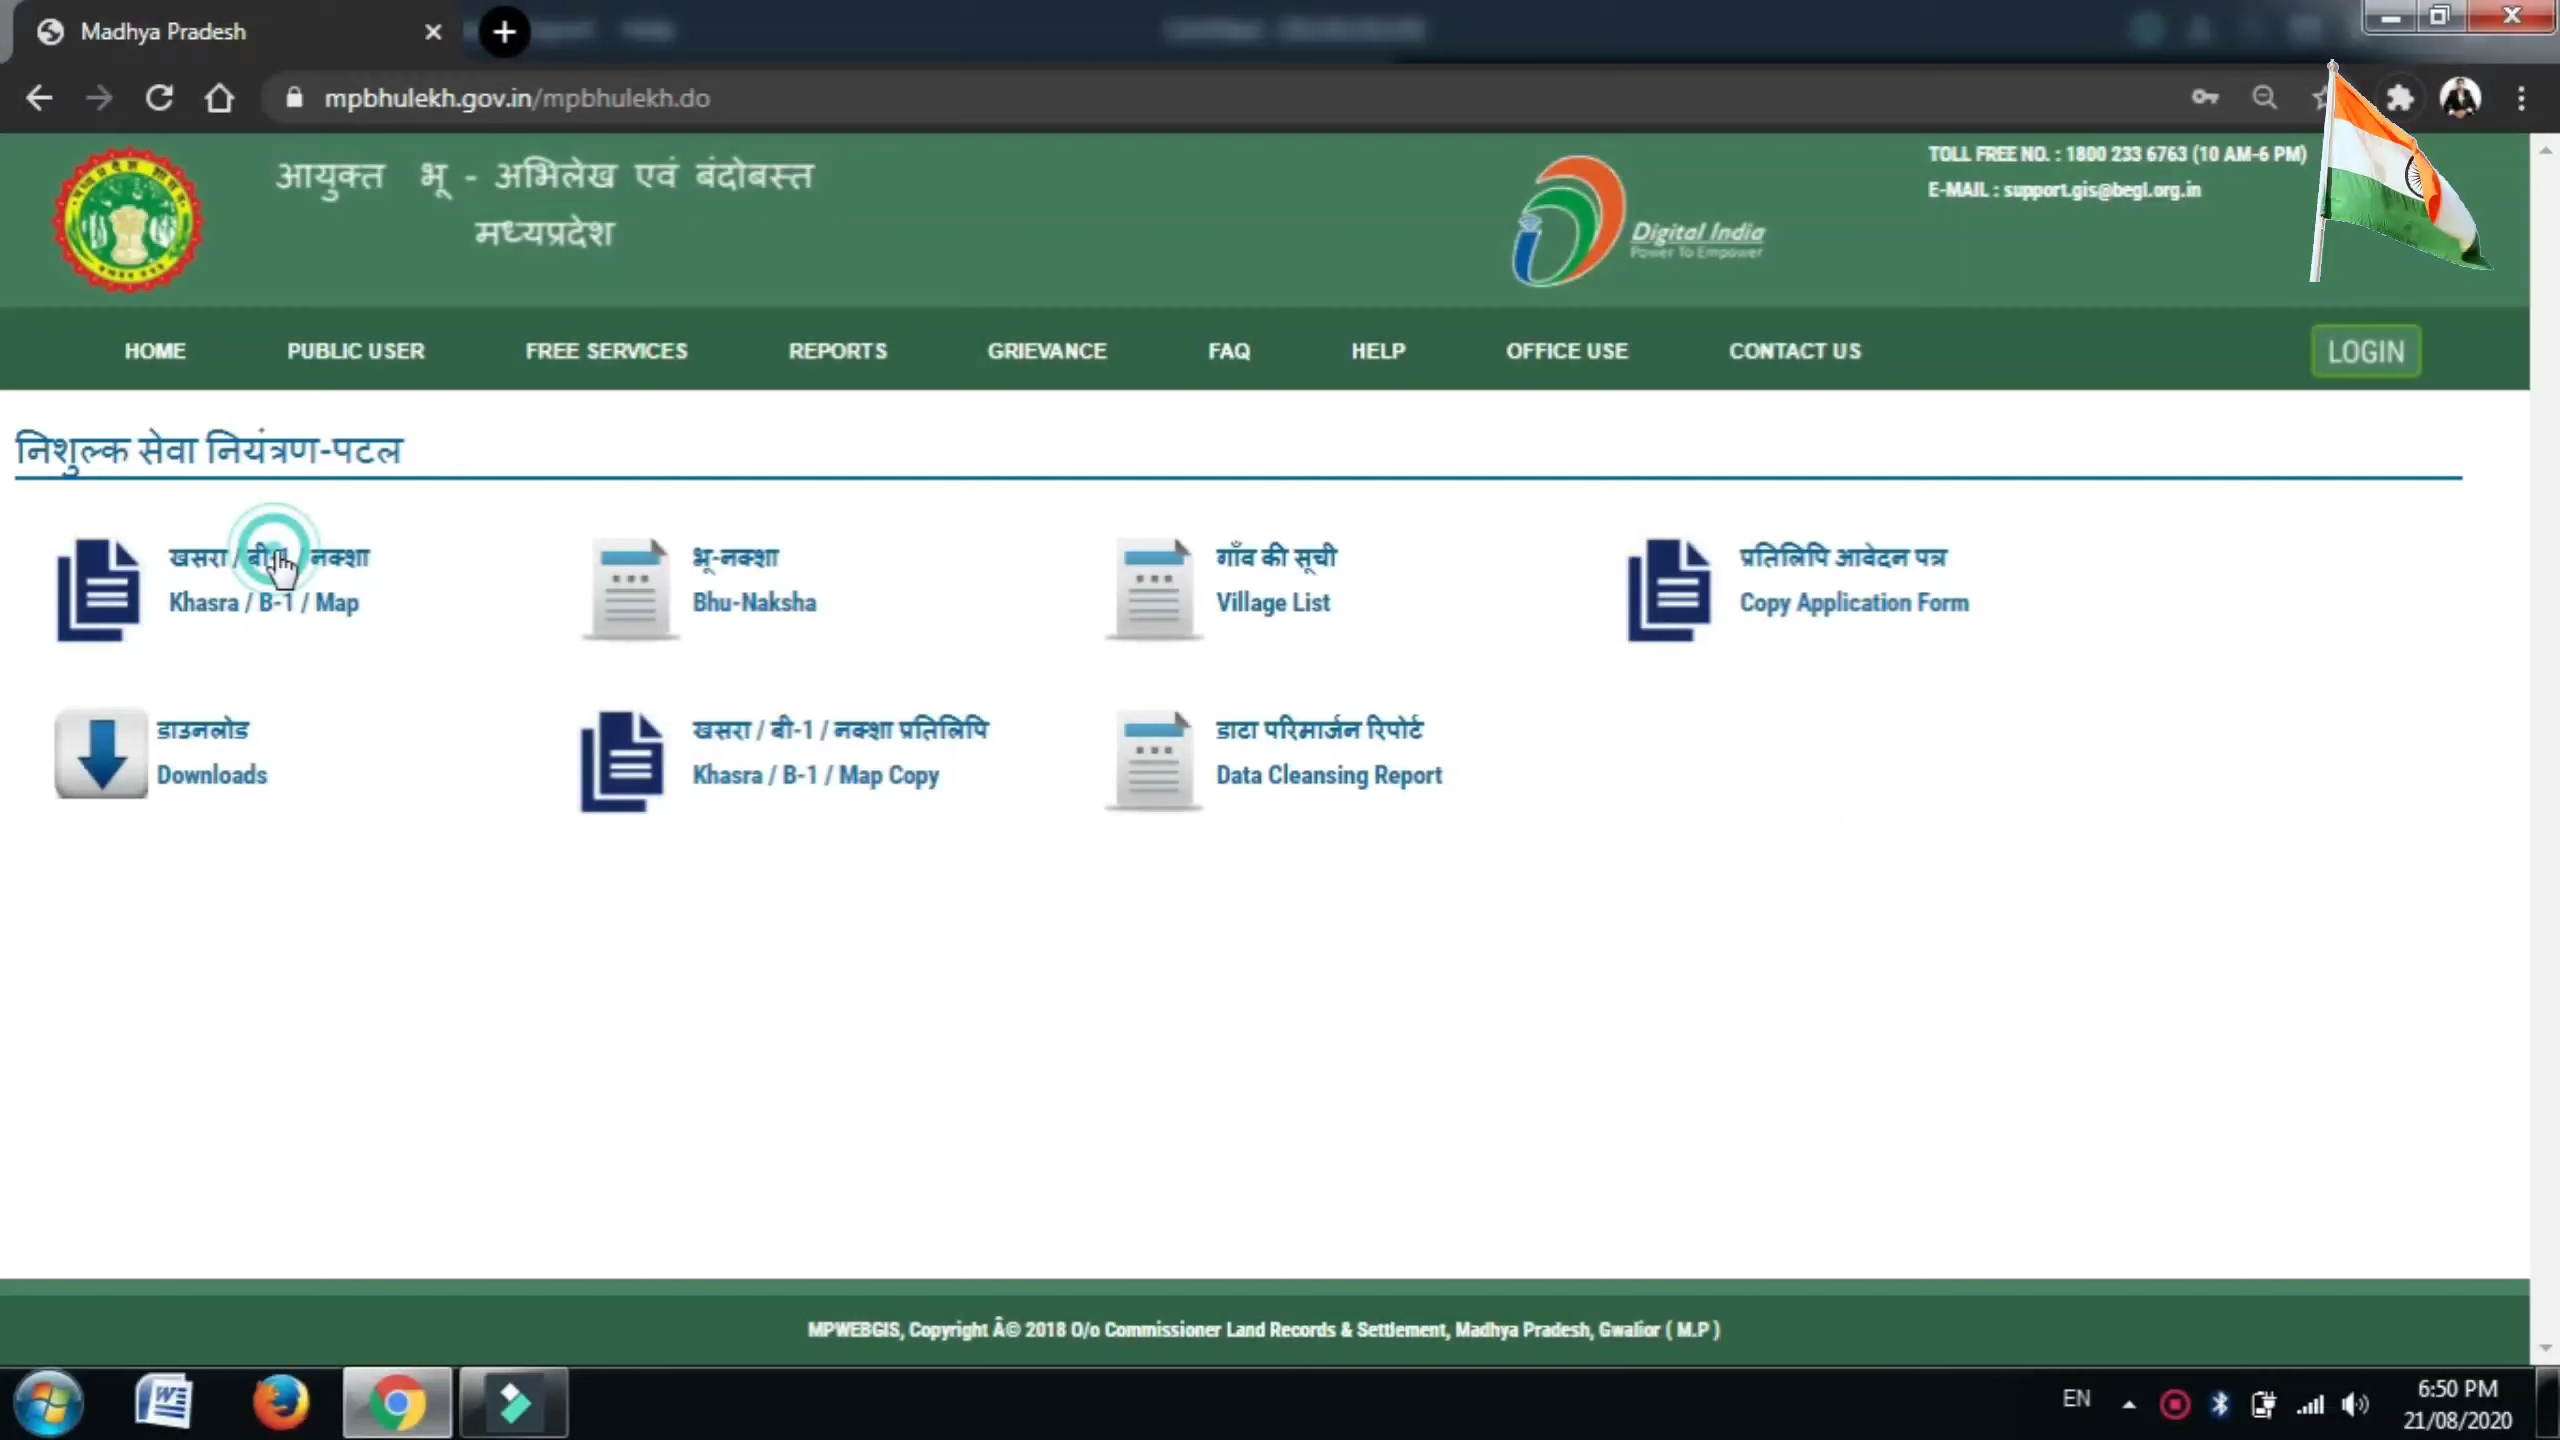 Madhya Pradesh
mpbhulekh.gov.in/mpbhulekh.do
आयुक्त भू - अभिलेख एवं बंदोबस्त
मध्यप्रदेश
Digital India
Power To Empower
TOLL FREE NO. : 1800 233 6763 (10 AM-6 PM)
E-MAIL : support.gis@begl.org.in
HOME PUBLIC USER FREE SERVICES REPORTS GRIEVANCE FAQ HELP OFFICE USE CONTACT US LOGIN
निशुल्क सेवा नियंत्रण-पटल
खसरा / बी-1 / नक्शा
Khasra / B-1 / Map
भू-नक्शा
Bhu-Naksha
गाँव की सूची
Village List
प्रतिलिपि आवेदन पत्र
Copy Application Form
डाउनलोड
Downloads
खसरा / बी-1 / नक्शा प्रतिलिपि
Khasra / B-1 / Map Copy
डाटा परिमार्जन रिपोर्ट
Data Cleansing Report
MPWEBGIS, Copyright Â© 2018 O/o Commissioner Land Records & Settlement, Madhya Pradesh, Gwalior ( M.P )
EN
6:50 PM
21/08/2020